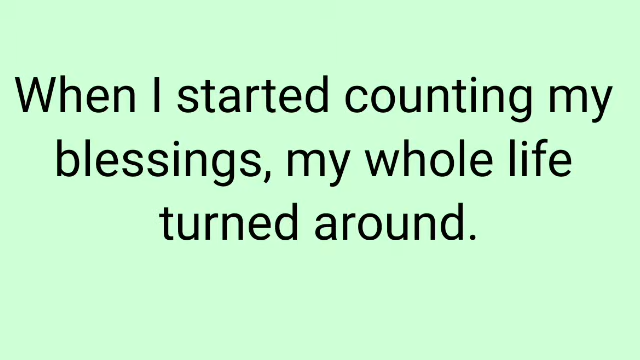 When I started counting my
blessings, my whole life
turned around.